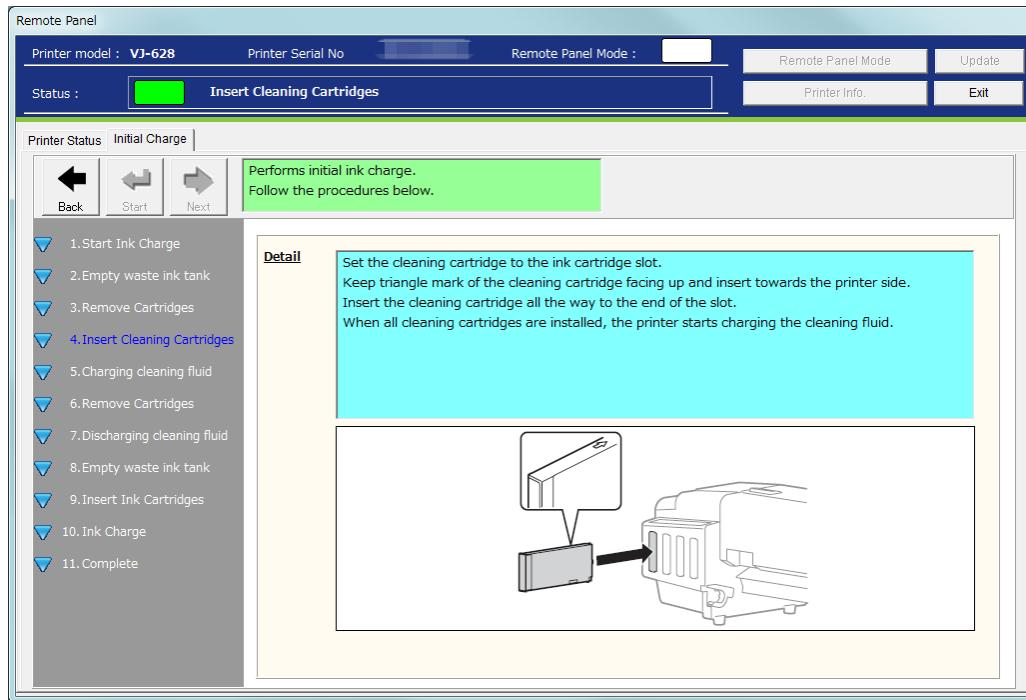 Remote Panel
Printer model : VJ-628 Printer Serial No Remote Panel Mode :
Remote Panel Mode Update
Status : Insert Cleaning Cartridges
Printer Info. Exit
Printer Status Initial Charge
Back Start Next
Performs initial ink charge.
Follow the procedures below.
1.Start Ink Charge
2.Empty waste ink tank
3.Remove Cartridges
4.Insert Cleaning Cartridges
5.Charging cleaning fluid
6.Remove Cartridges
7.Discharging cleaning fluid
8.Empty waste ink tank
9.Insert Ink Cartridges
10.Ink Charge
11.Complete
Detail
Set the cleaning cartridge to the ink cartridge slot.
Keep triangle mark of the cleaning cartridge facing up and insert towards the printer side.
Insert the cleaning cartridge all the way to the end of the slot.
When all cleaning cartridges are installed, the printer starts charging the cleaning fluid.